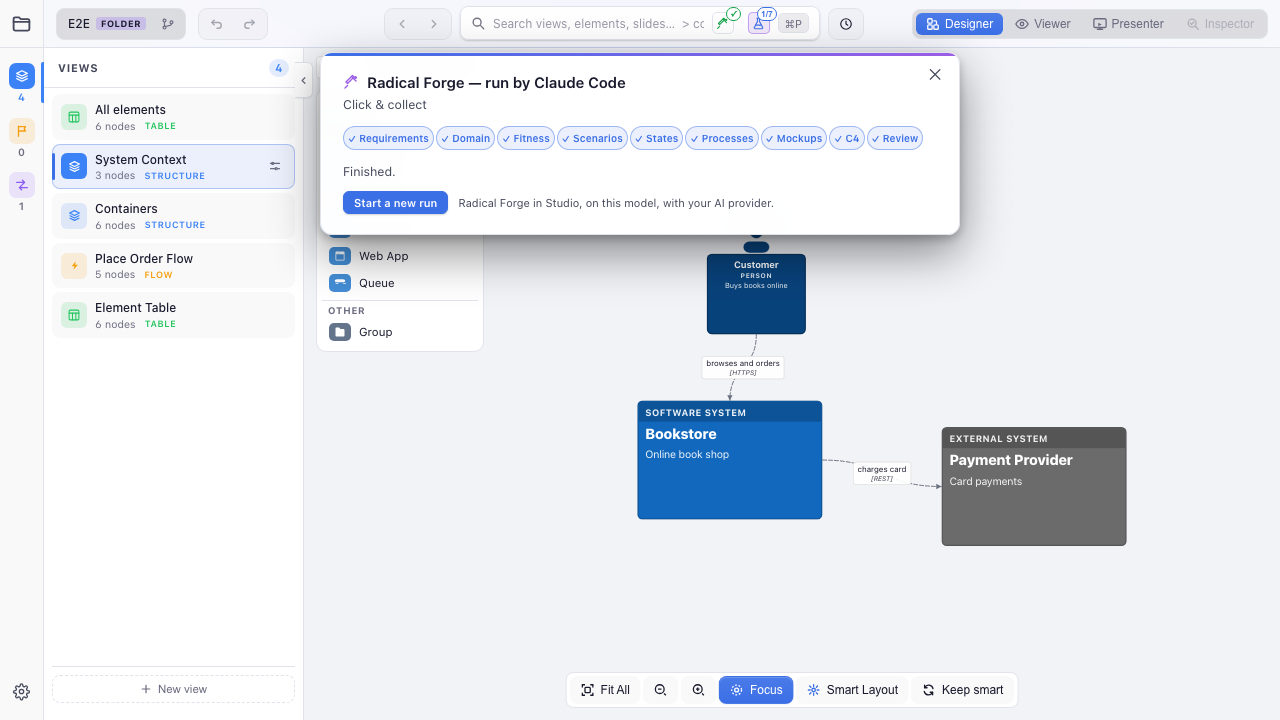 E2E FOLDER
Search views, elements, slides... > cc
1/7
⌘P
Designer
Viewer
Presenter
Inspector
4
0
1
VIEWS 4
All elements
6 nodes TABLE
System Context
3 nodes STRUCTURE
Containers
6 nodes STRUCTURE
Place Order Flow
5 nodes FLOW
Element Table
6 nodes TABLE
New view
Radical Forge — run by Claude Code
Click & collect
✓ Requirements ✓ Domain ✓ Fitness ✓ Scenarios ✓ States ✓ Processes ✓ Mockups ✓ C4 ✓ Review
Finished.
Start a new run
Radical Forge in Studio, on this model, with your AI provider.
Web App
Queue
OTHER
Group
Customer
PERSON
Buys books online
browses and orders
[HTTPS]
SOFTWARE SYSTEM
Bookstore
Online book shop
charges card
[REST]
EXTERNAL SYSTEM
Payment Provider
Card payments
Fit All
Focus
Smart Layout
Keep smart